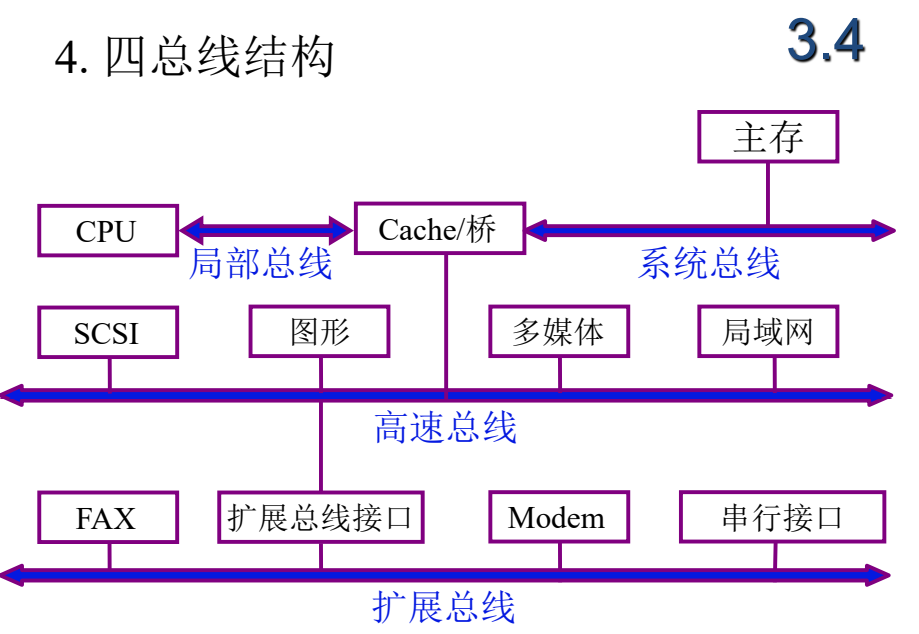 4. 四总线结构
3.4
主存
CPU
Cache/桥
局部总线
系统总线
SCSI
图形
多媒体
局域网
高速总线
FAX
扩展总线接口
Modem
串行接口
扩展总线